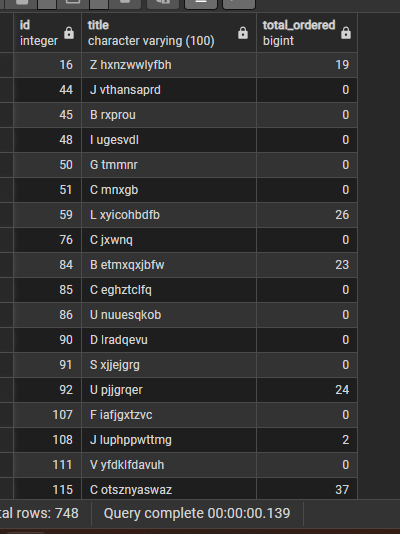 id title total_ordered
integer character varying (100) bigint
16 Z hxnzwwlyfbh 19
44 J vthansaprd 0
45 B rxprou 0
48 I ugesvdl 0
50 G tmmnr 0
51 C mnxgb 0
59 L xyicohbdfb 26
76 C jxwnq 0
84 B etmxqxjbfw 23
85 C eghztclfq 0
86 U nuuesqkob 0
90 D lradqevu 0
91 S xjjejgrg 0
92 U pjjgrqer 24
107 F iafjgxtzvc 0
108 J luphppwttmg 2
111 V yfdklfdavuh 0
115 C otsznyaswaz 37
al rows: 748 Query complete 00:00:00.139